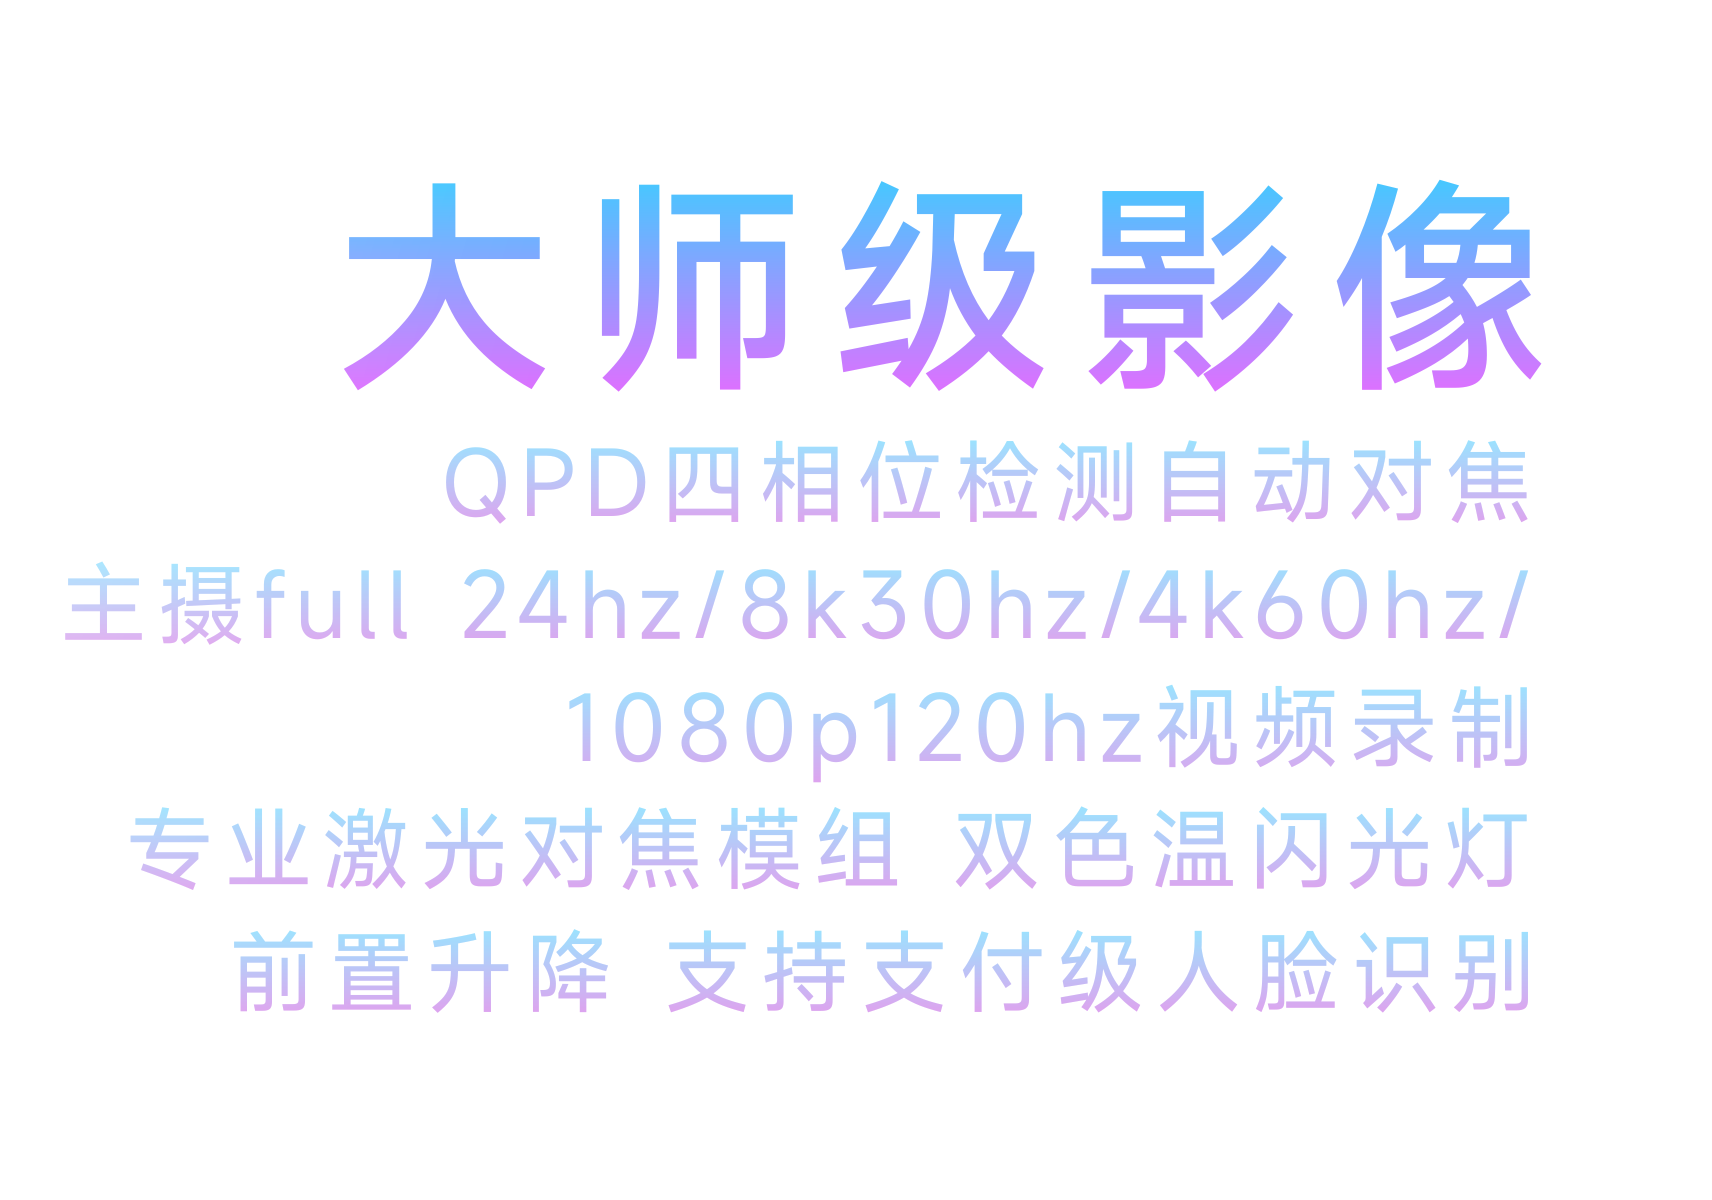 大师级影像
QPD四相位检测自动对焦
主摄full 24hz/8k30hz/4k60hz/
1080p120hz视频录制
专业激光对焦模组 双色温闪光灯
前置升降 支持支付级人脸识别